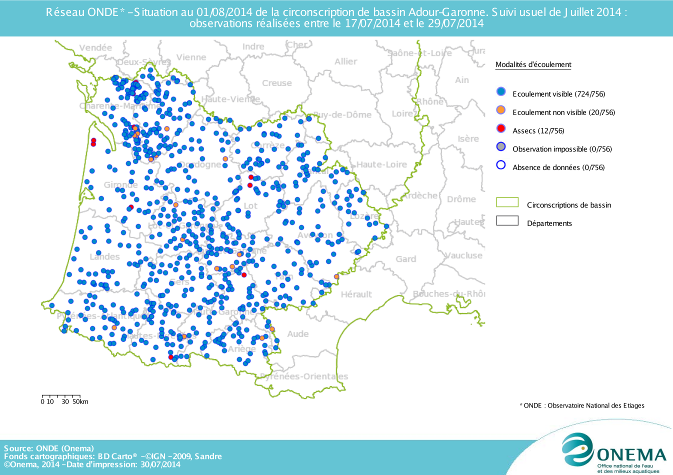 Réseau ONDE* -Situation au 01/08/2014 de la circonscription de bassin Adour-Garonne. Suivi usuel de Juillet 2014 :
observations réalisées entre le 17/07/2014 et le 29/07/2014
Vendée
Deux-Sèvres
Vienne
Indre
Cher
Allier
Saône-et-Loire
Ain
Creuse
Haute-Vienne
Charente-Maritime
Puy-de-Dôme
Loire
Rhône
Isère
Corrèze
Dordogne
Haute-Loire
Gironde
Lot
Lozère
Ardèche
Drôme
Aveyron
Landes
Gard
Vaucluse
Hérault
Bouches-du-Rhô
Aude
Ariège
Pyrénées-Orientales
Modalités d'écoulement
Ecoulement visible (724/756)
Ecoulement non visible (20/756)
Assecs (12/756)
Observation impossible (0/756)
Absence de données (0/756)
Circonscriptions de bassin
Départements
0 10 30 50km
* ONDE : Observatoire National des Etiages
Source: ONDE (Onema)
Fonds cartographiques: BD Carto® -©IGN -2009, Sandre
©Onema, 2014 -Date d'impression: 30/07/2014
ONEMA
Office national de l'eau
et des milieux aquatiques